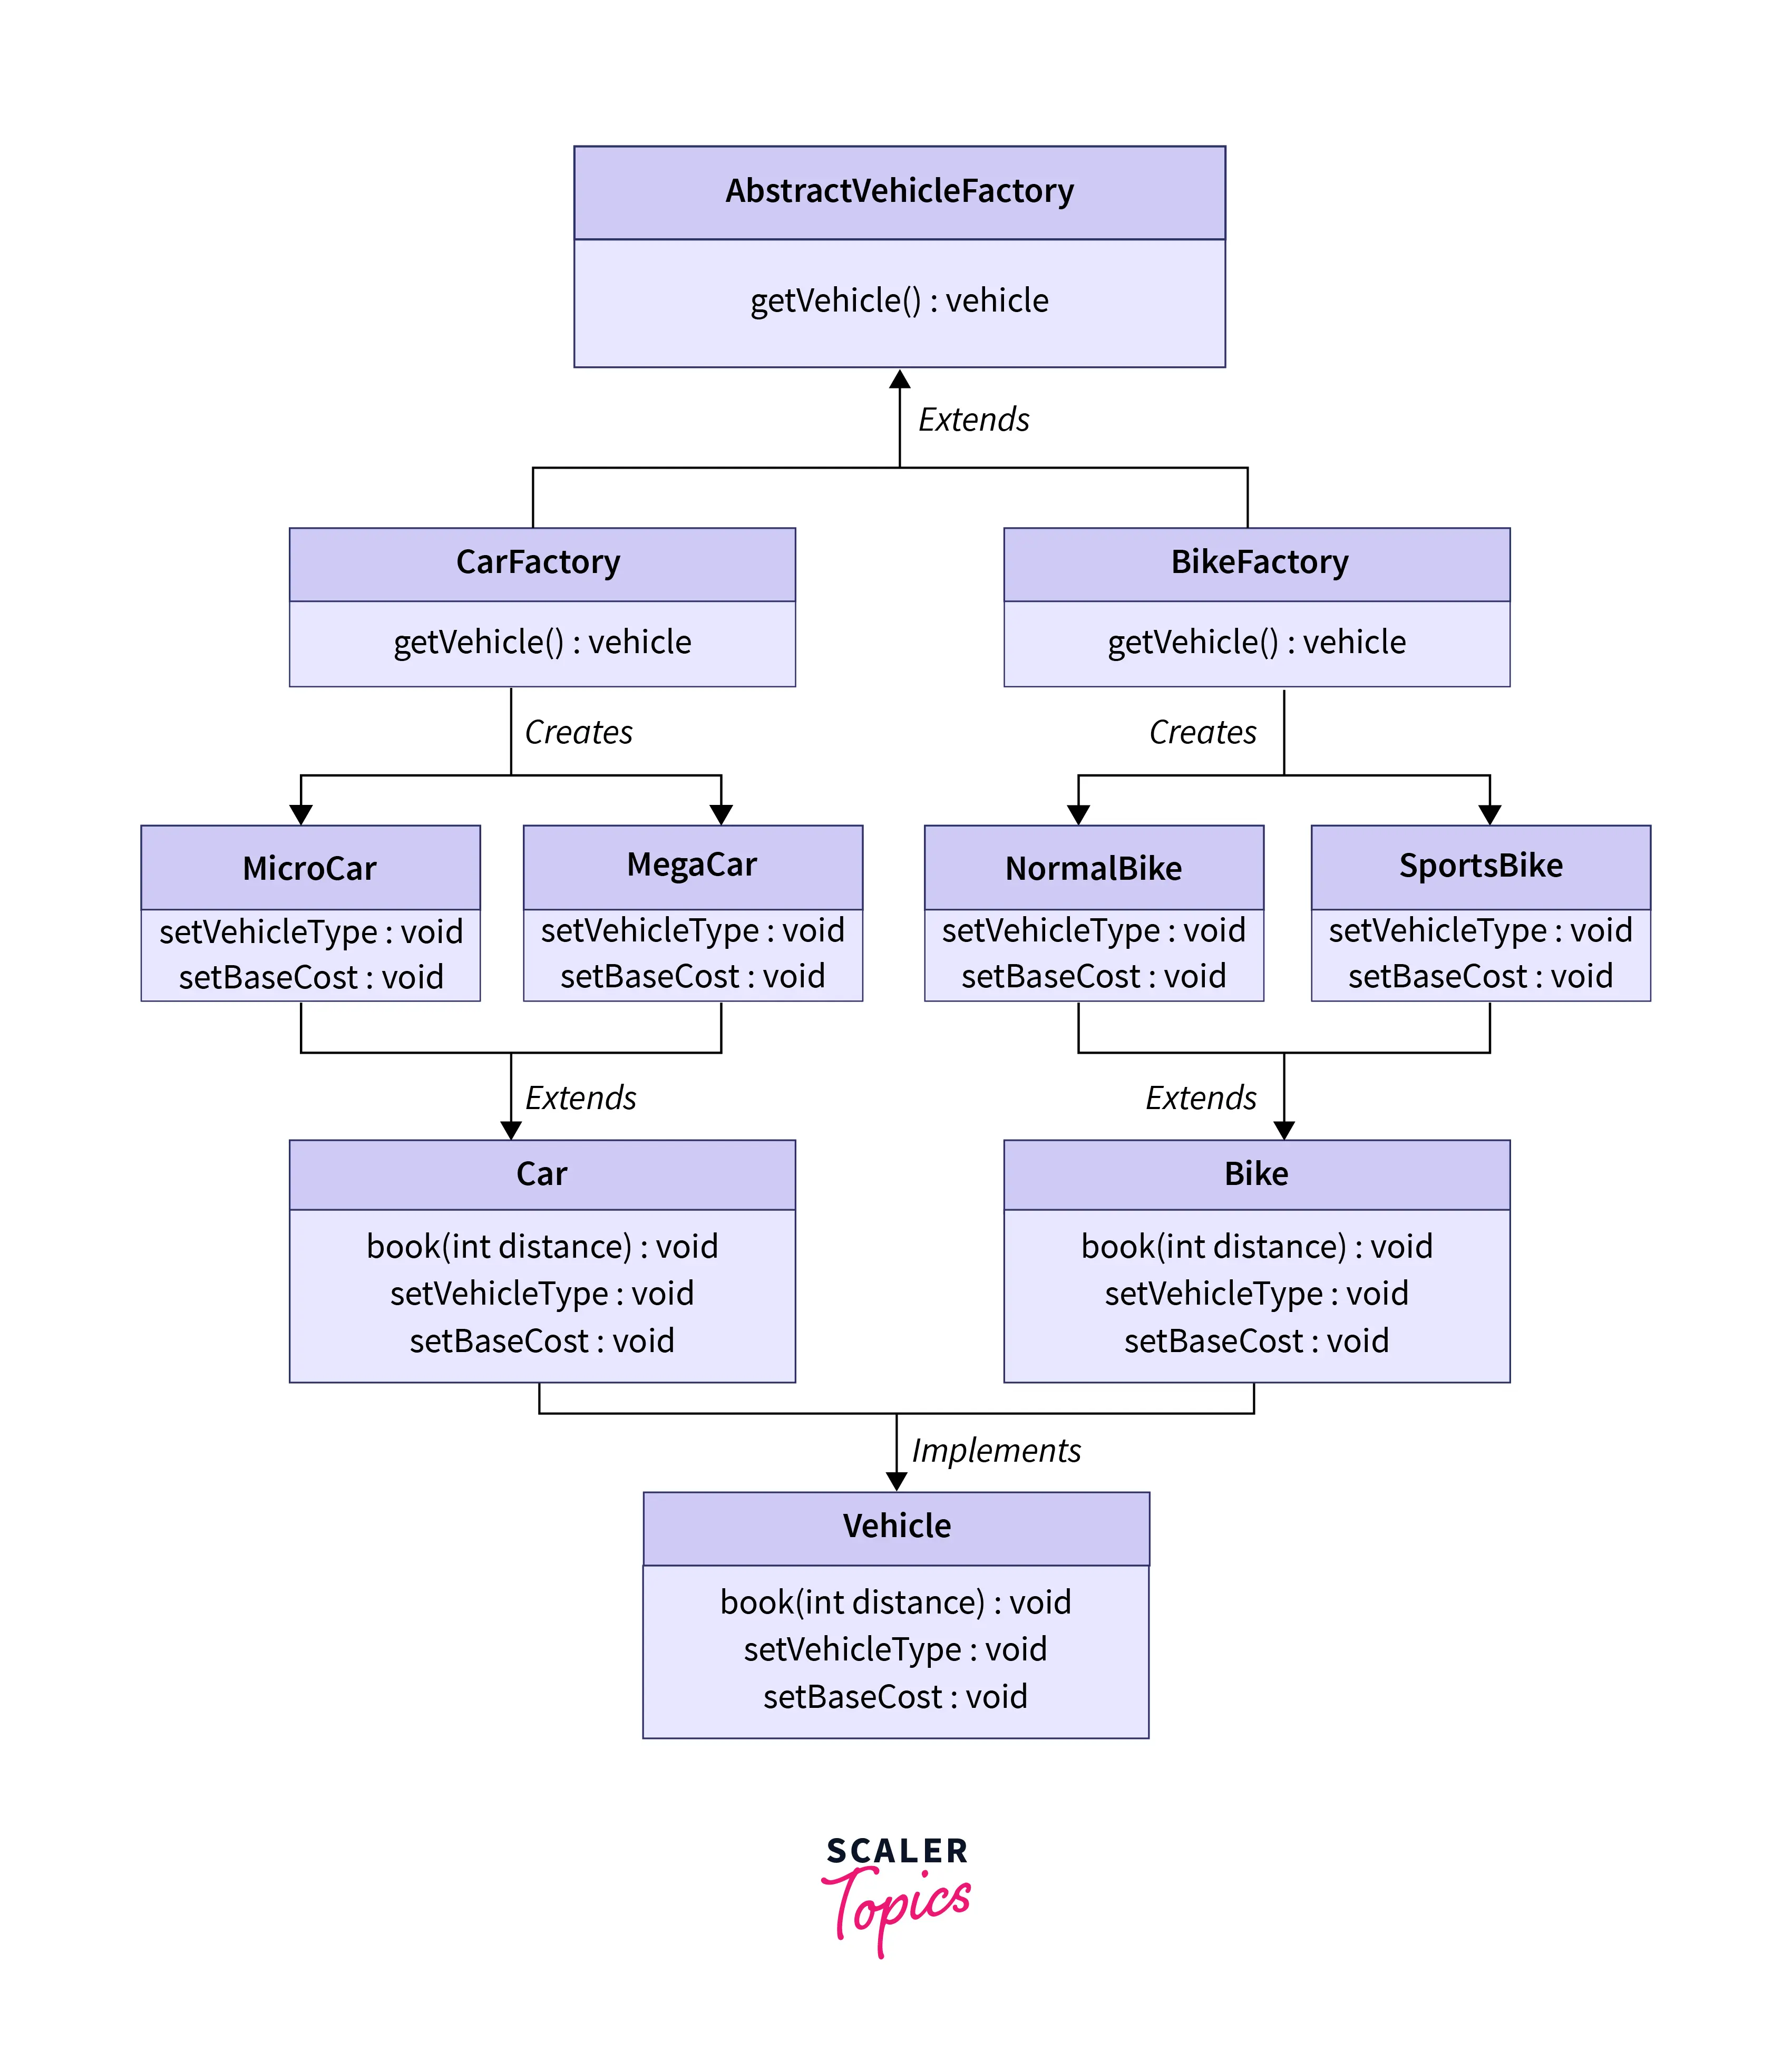 AbstractVehicleFactory
getVehicle() : vehicle
Extends
CarFactory
getVehicle() : vehicle
BikeFactory
getVehicle() : vehicle
Creates
Creates
MicroCar
setVehicleType : void
setBaseCost : void
MegaCar
setVehicleType : void
setBaseCost : void
NormalBike
setVehicleType : void
setBaseCost : void
SportsBike
setVehicleType : void
setBaseCost : void
Extends
Extends
Car
book(int distance) : void
setVehicleType : void
setBaseCost : void
Bike
book(int distance) : void
setVehicleType : void
setBaseCost : void
Implements
Vehicle
book(int distance) : void
setVehicleType : void
setBaseCost : void
SCALER
Topics